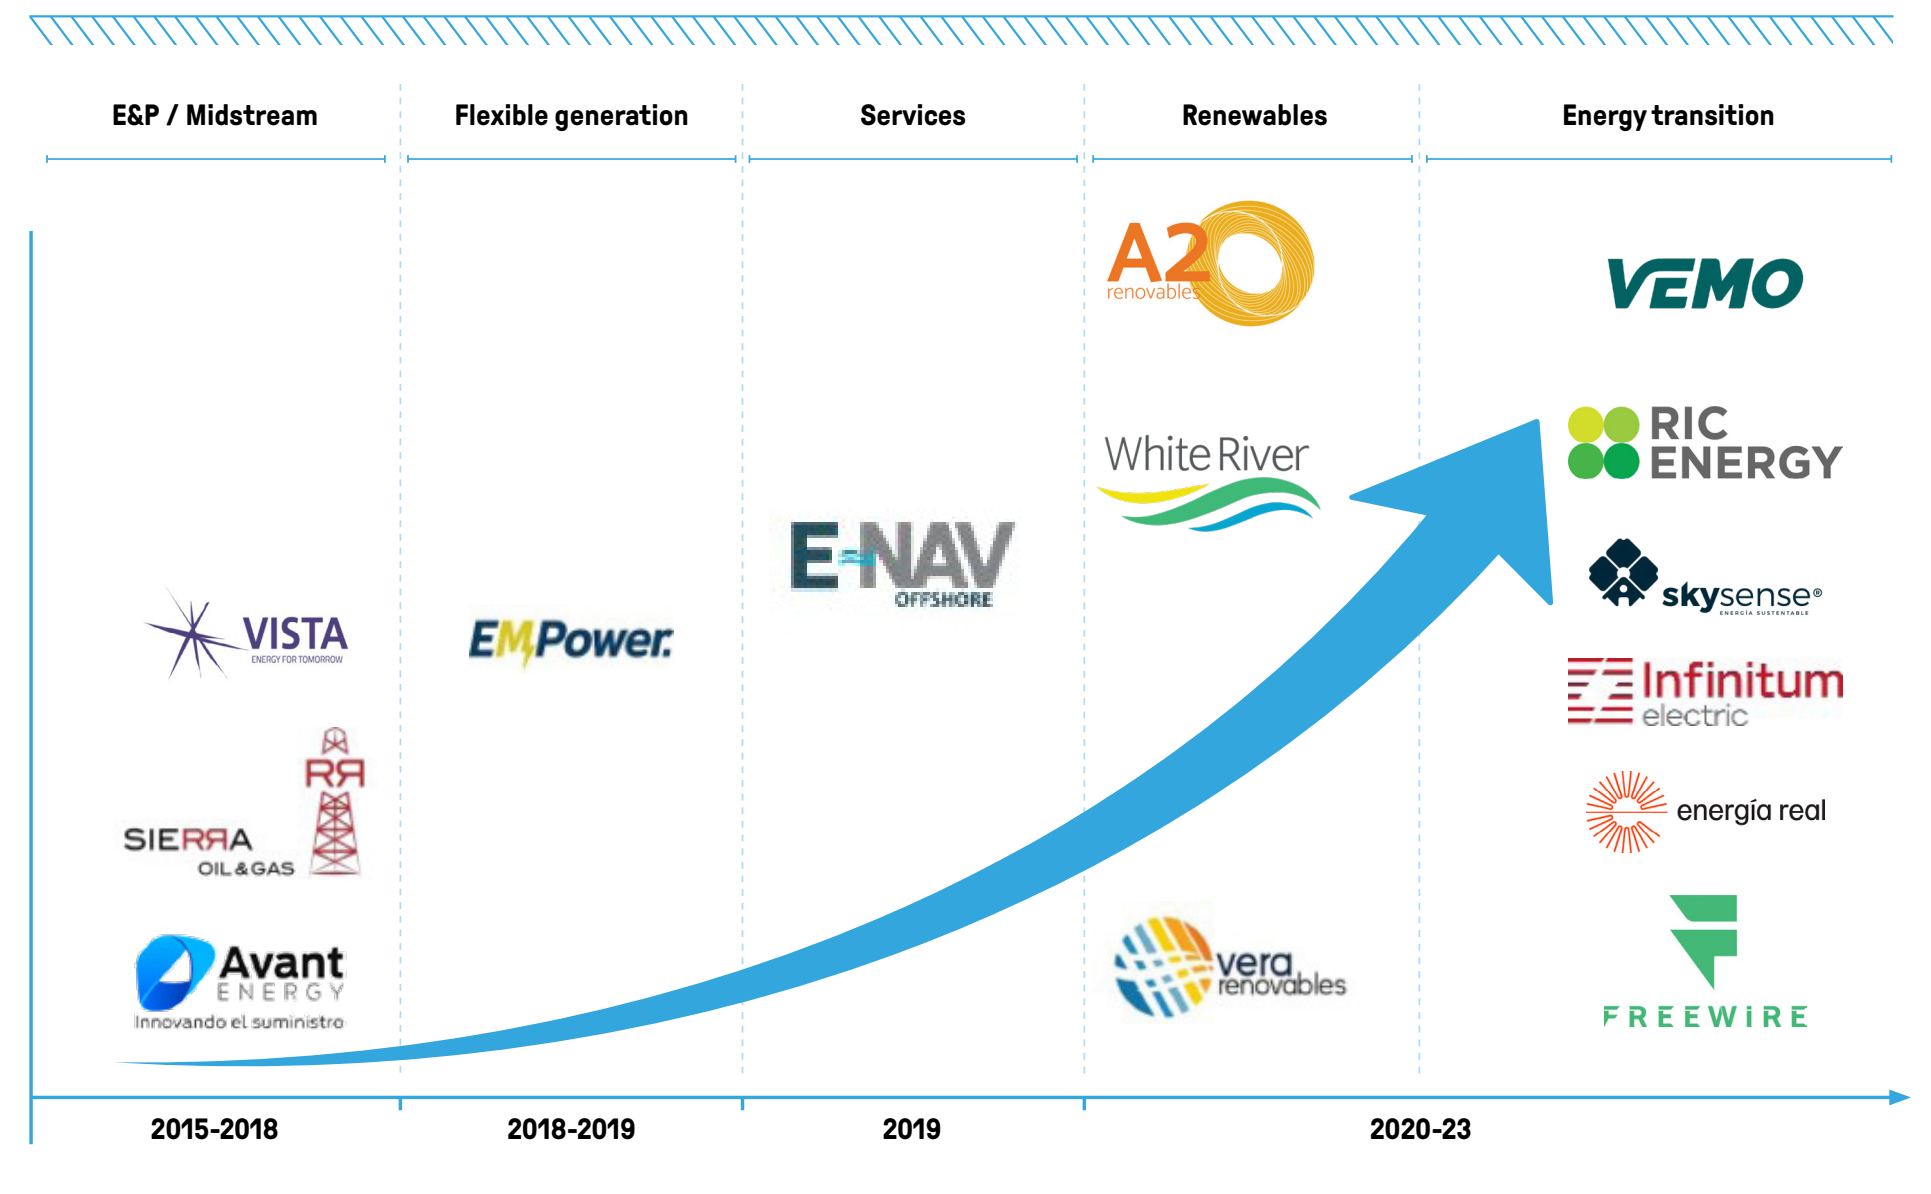 E&P / Midstream
Flexible generation
Services
Renewables
Energy transition
VISTA
ENERGY FOR TOMORROW
SIERRA
OIL & GAS
Avant
ENERGY
Innovando el suministro
EMPower.
E-NAV
OFFSHORE
A2
renovables
White River
vera
renovables
VEMO
RIC
ENERGY
skysense®
ENERGÍA SUSTENTABLE
Infinitum
electric
energía real
FREEWiRE
2015-2018
2018-2019
2019
2020-23